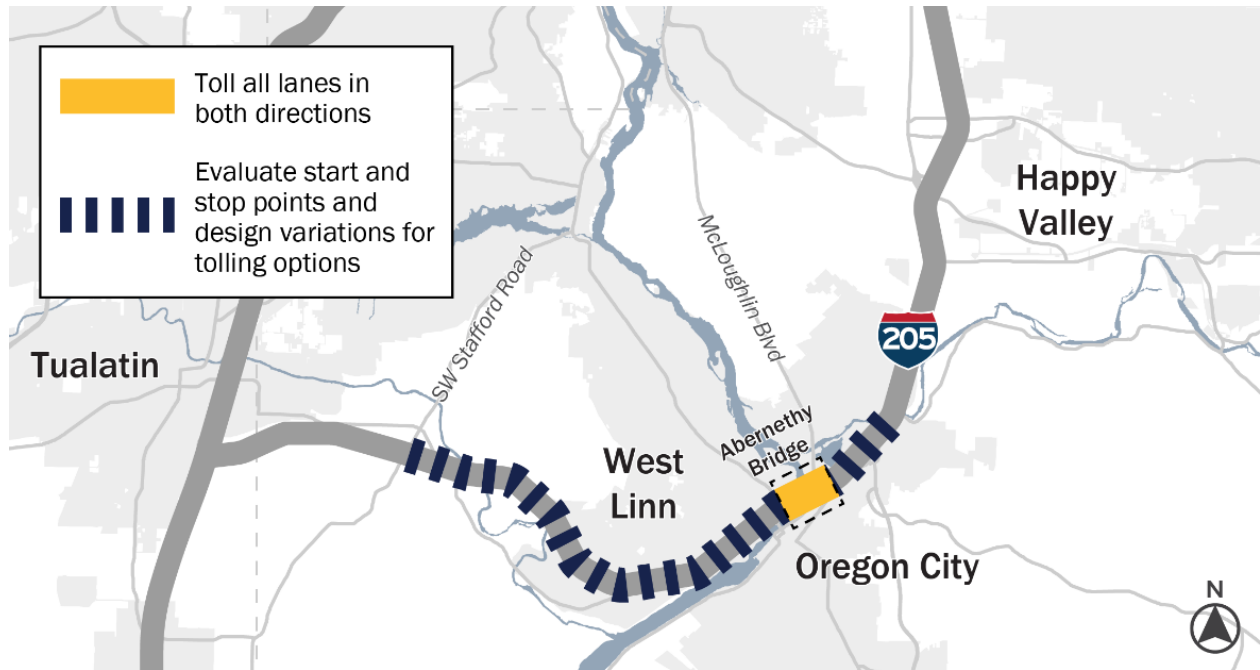 Toll all lanes in
both directions
Evaluate start and
stop points and
design variations for
tolling options
Happy
Valley
McLoughlin Blvd
SW Stafford Road
205
Tualatin
Abernethy
Bridge
West
Linn
Oregon City
N